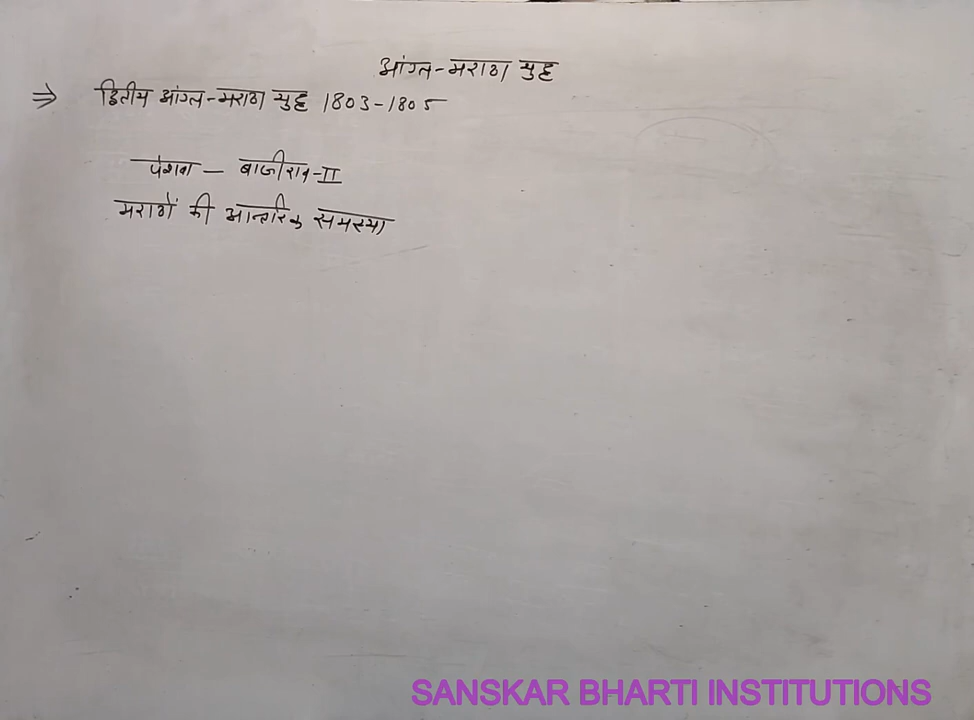 आंग्ल-मराठा युद्ध
⇒ द्वितीय आंग्ल-मराठा युद्ध 1803-1805
पेशवा - बाजीराव-II
मराठों की आन्तरिक समस्या
SANSKAR BHARTI INSTITUTIONS